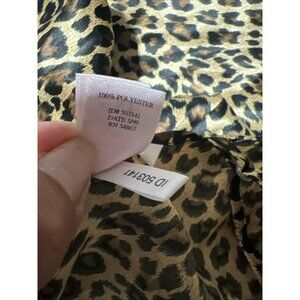 100% POLYESTER
ID# 503141
DATE 5/99
RN 54867
ID 503141